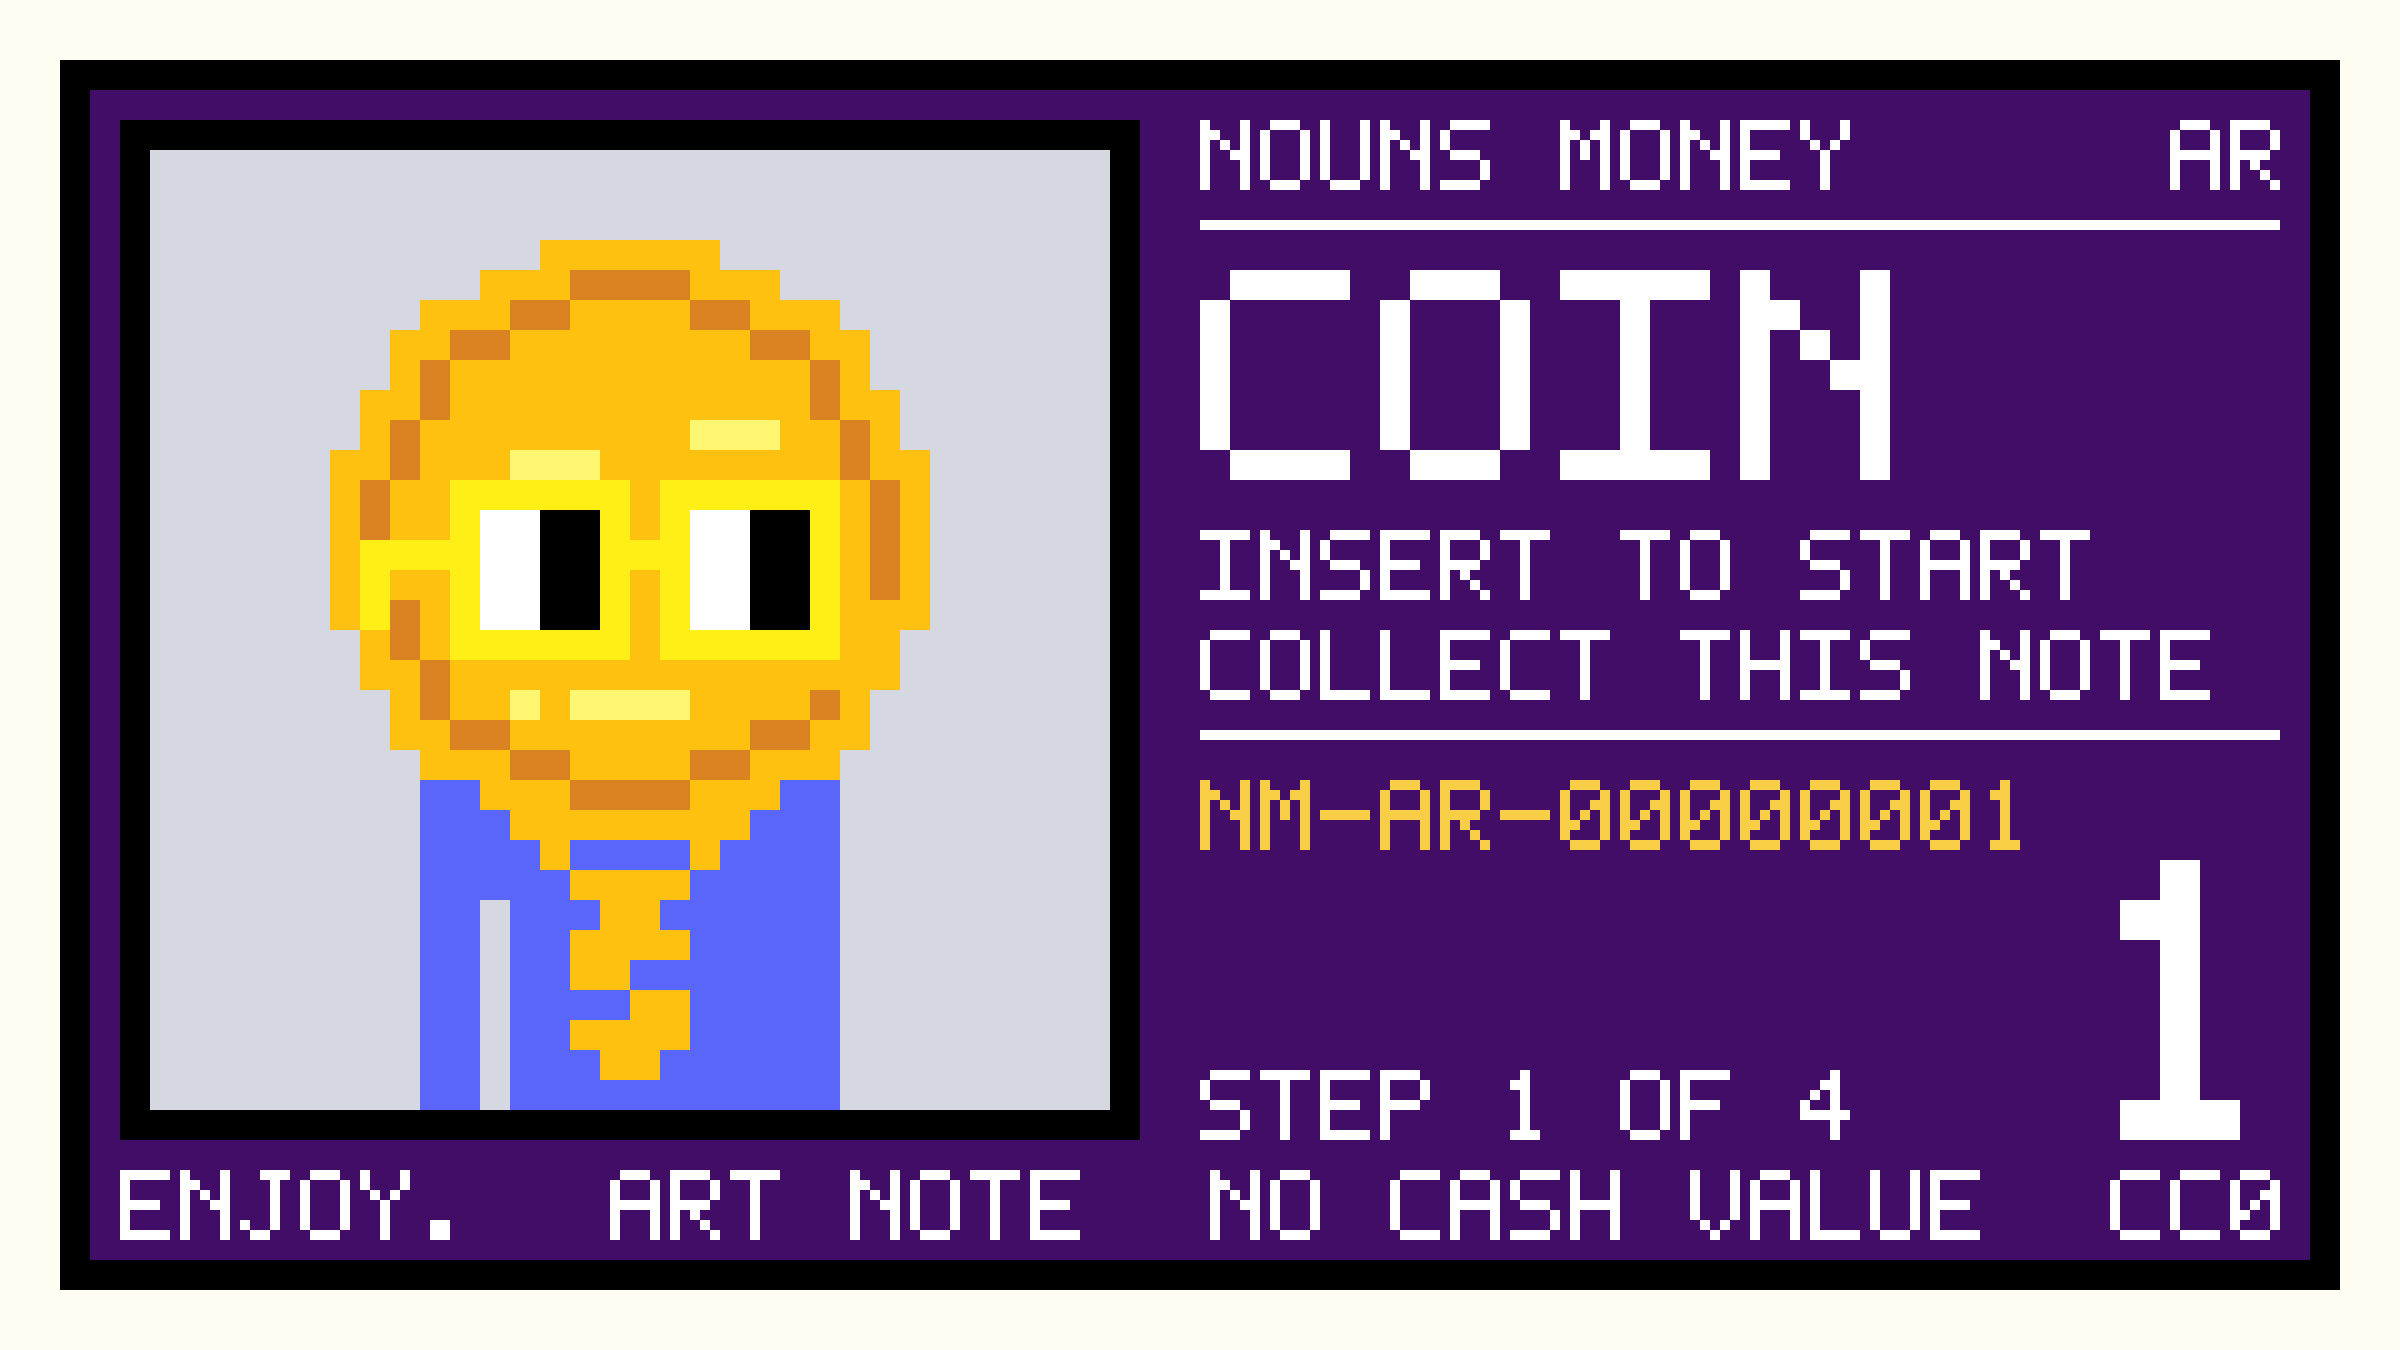 NOUNS MONEY AR
COIN
INSERT TO START
COLLECT THIS NOTE
NM-AR-00000001
1
STEP 1 OF 4
ENJOY. ART NOTE NO CASH VALUE CC0